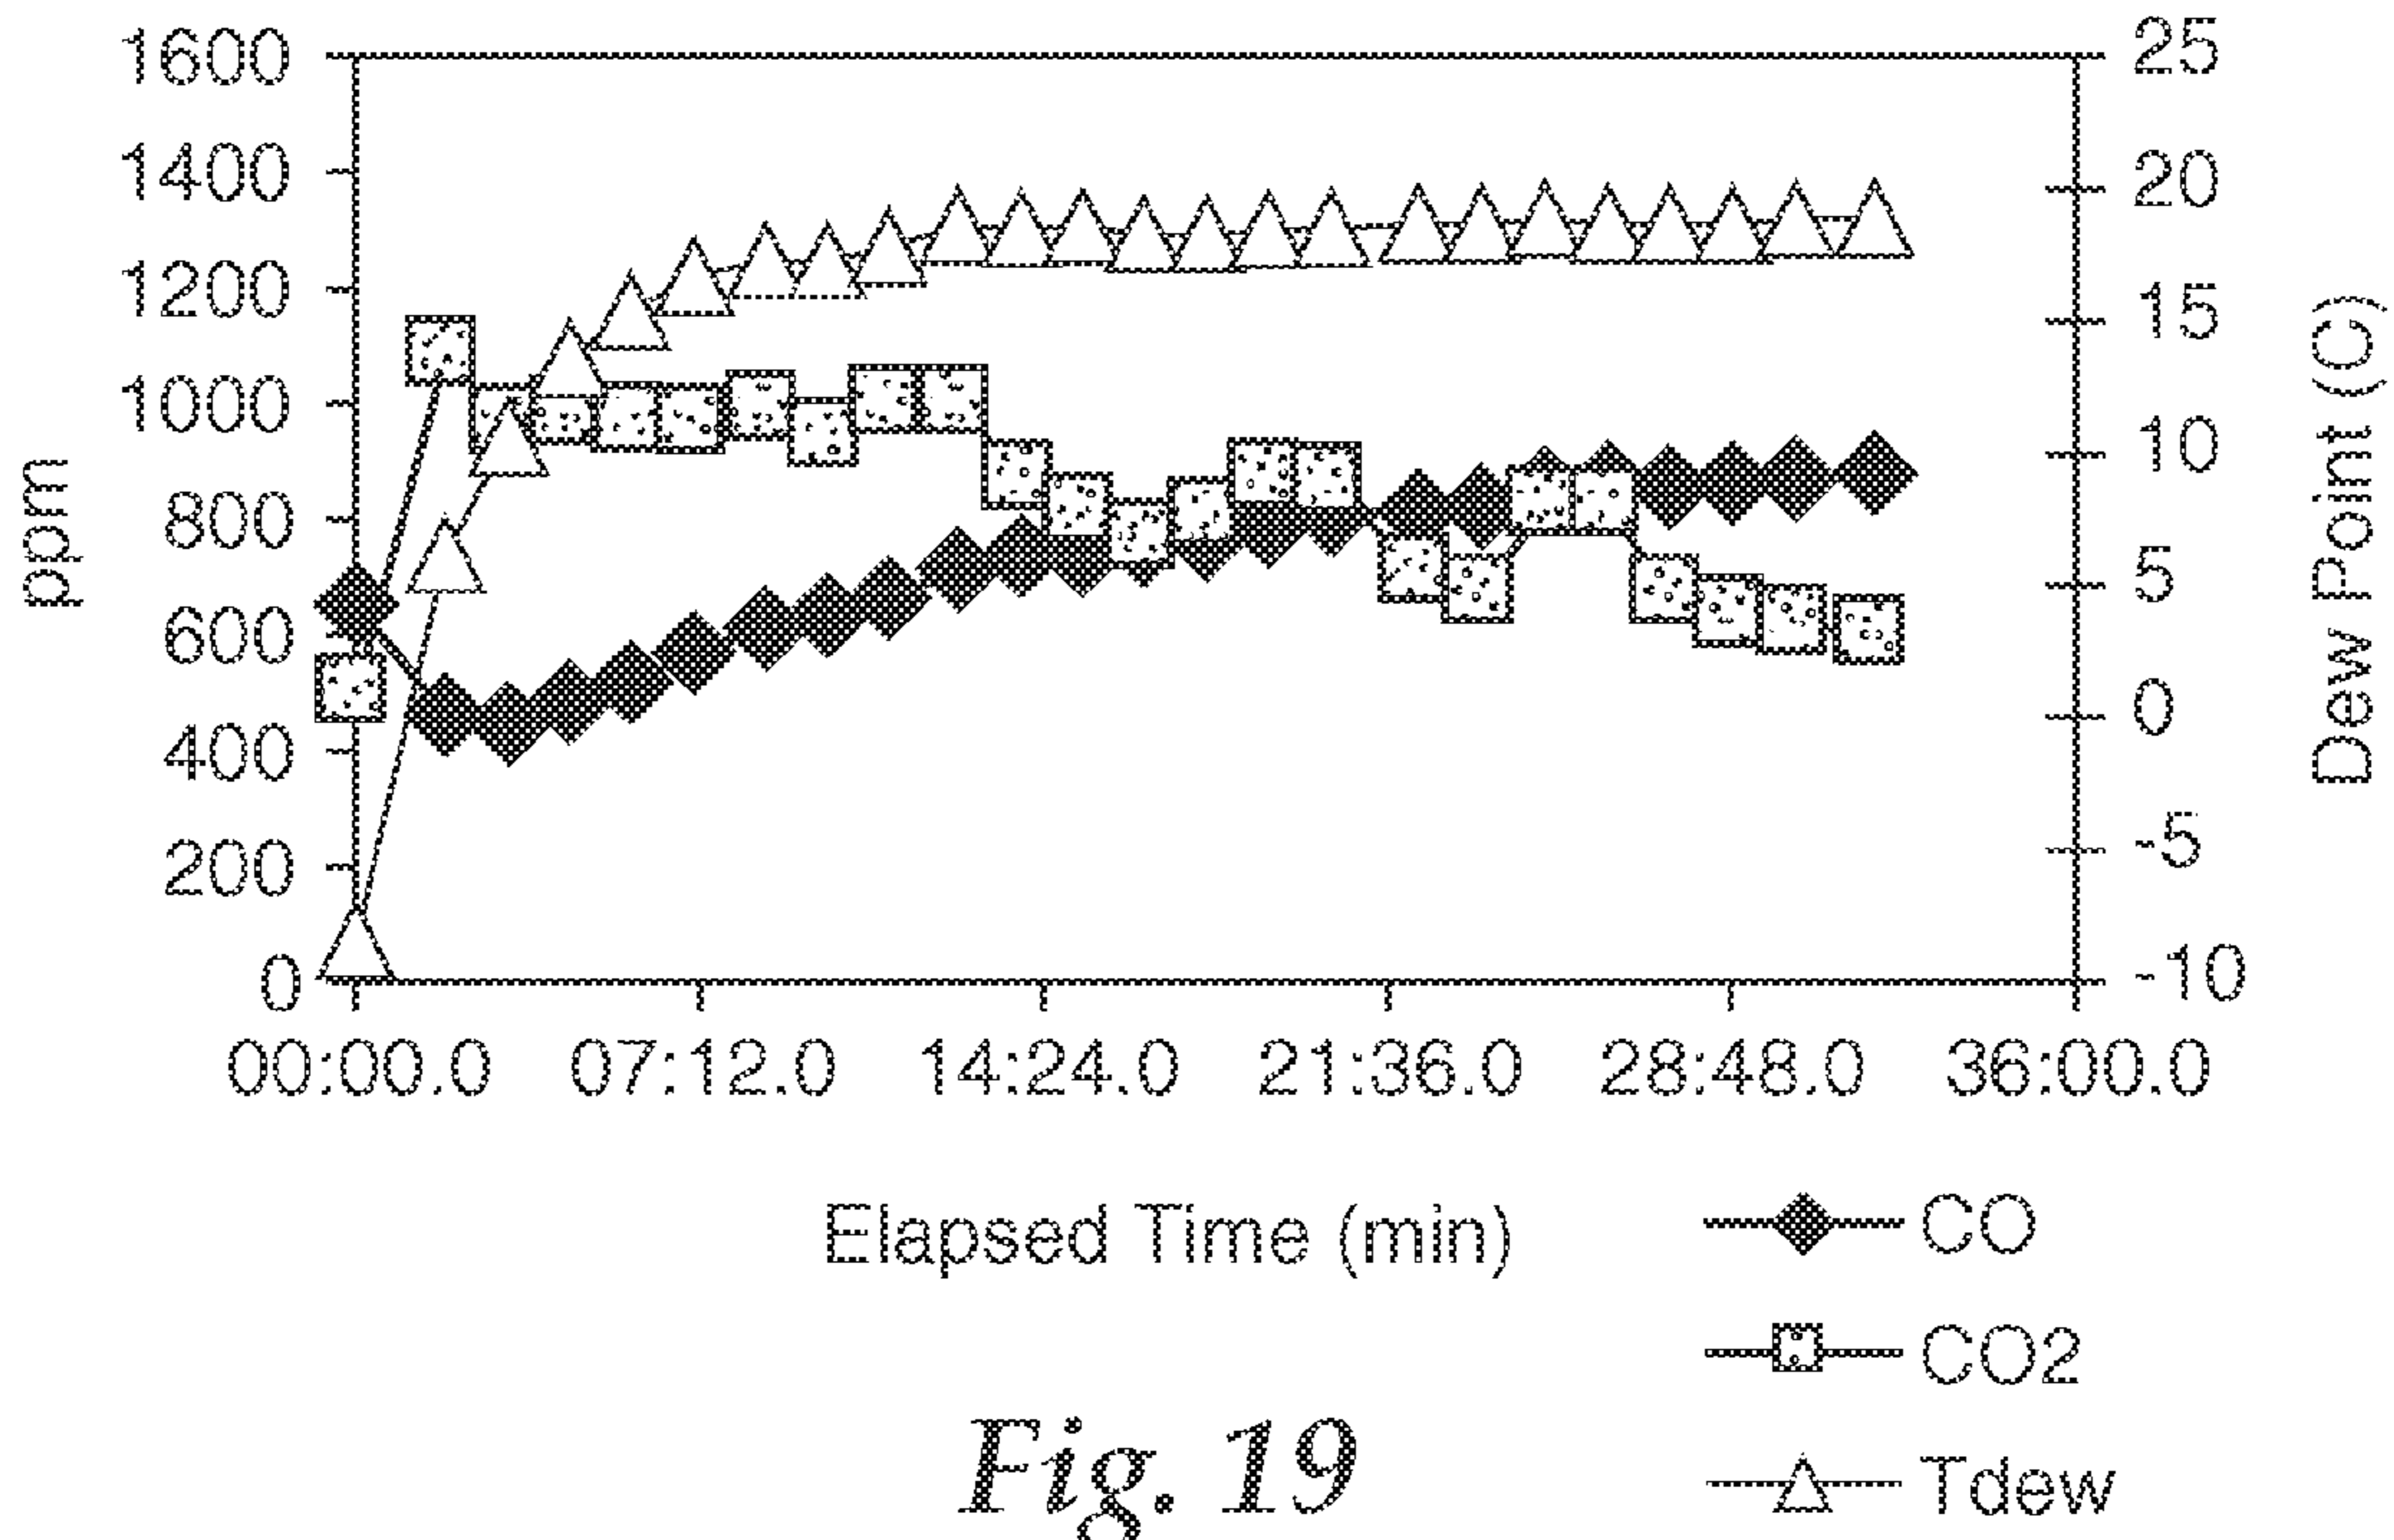 1600
1400
1200
1000
800
600
400
200
0
ppm
25
20
15
10
5
0
-5
-10
Dew Point (C)
00:00.0 07:12.0 14:24.0 21:36.0 28:48.0 36:00.0
Elapsed Time (min)
CO
CO2
Tdew
Fig. 19